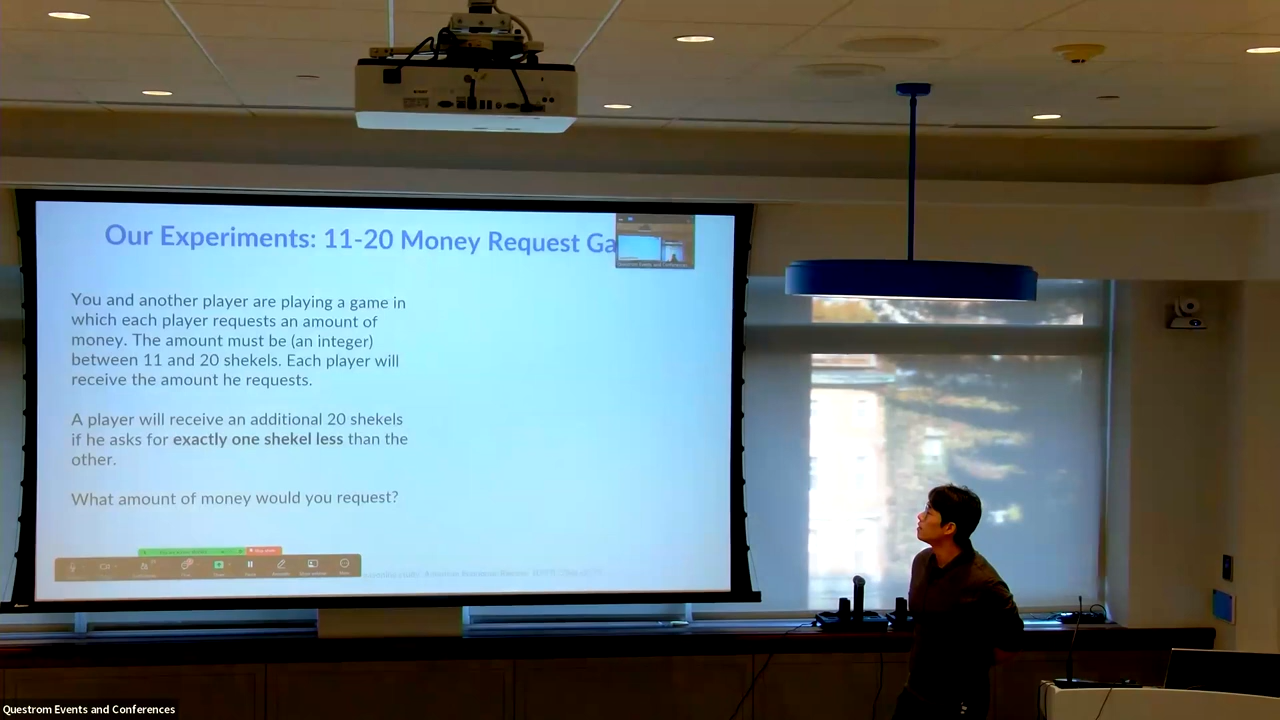 Our Experiments: 11-20 Money Request Ga
You and another player are playing a game in
which each player requests an amount of
money. The amount must be (an integer)
between 11 and 20 shekels. Each player will
receive the amount he requests.
A player will receive an additional 20 shekels
if he asks for exactly one shekel less than the
other.
What amount of money would you request?
Questrom Events and Conferences